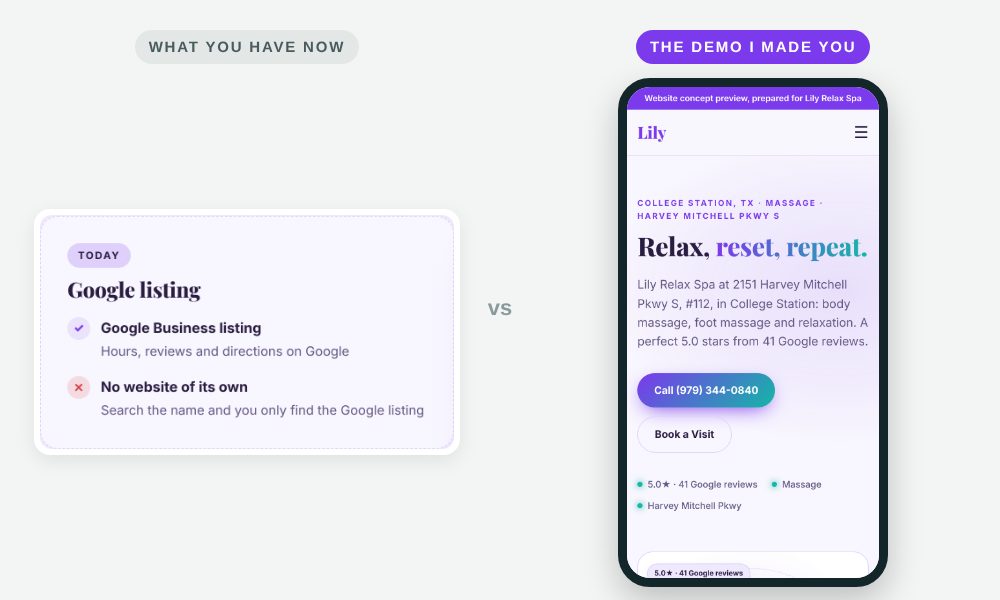 WHAT YOU HAVE NOW
TODAY
Google listing
Google Business listing
Hours, reviews and directions on Google
No website of its own
Search the name and you only find the Google listing
vs
THE DEMO I MADE YOU
Website concept preview, prepared for Lily Relax Spa
Lily
COLLEGE STATION, TX · MASSAGE ·
HARVEY MITCHELL PKWY S
Relax, reset, repeat.
Lily Relax Spa at 2151 Harvey Mitchell
Pkwy S, #112, in College Station: body
massage, foot massage and relaxation. A
perfect 5.0 stars from 41 Google reviews.
Call (979) 344-0840
Book a Visit
5.0★ · 41 Google reviews
Massage
Harvey Mitchell Pkwy
5.0★ · 41 Google reviews